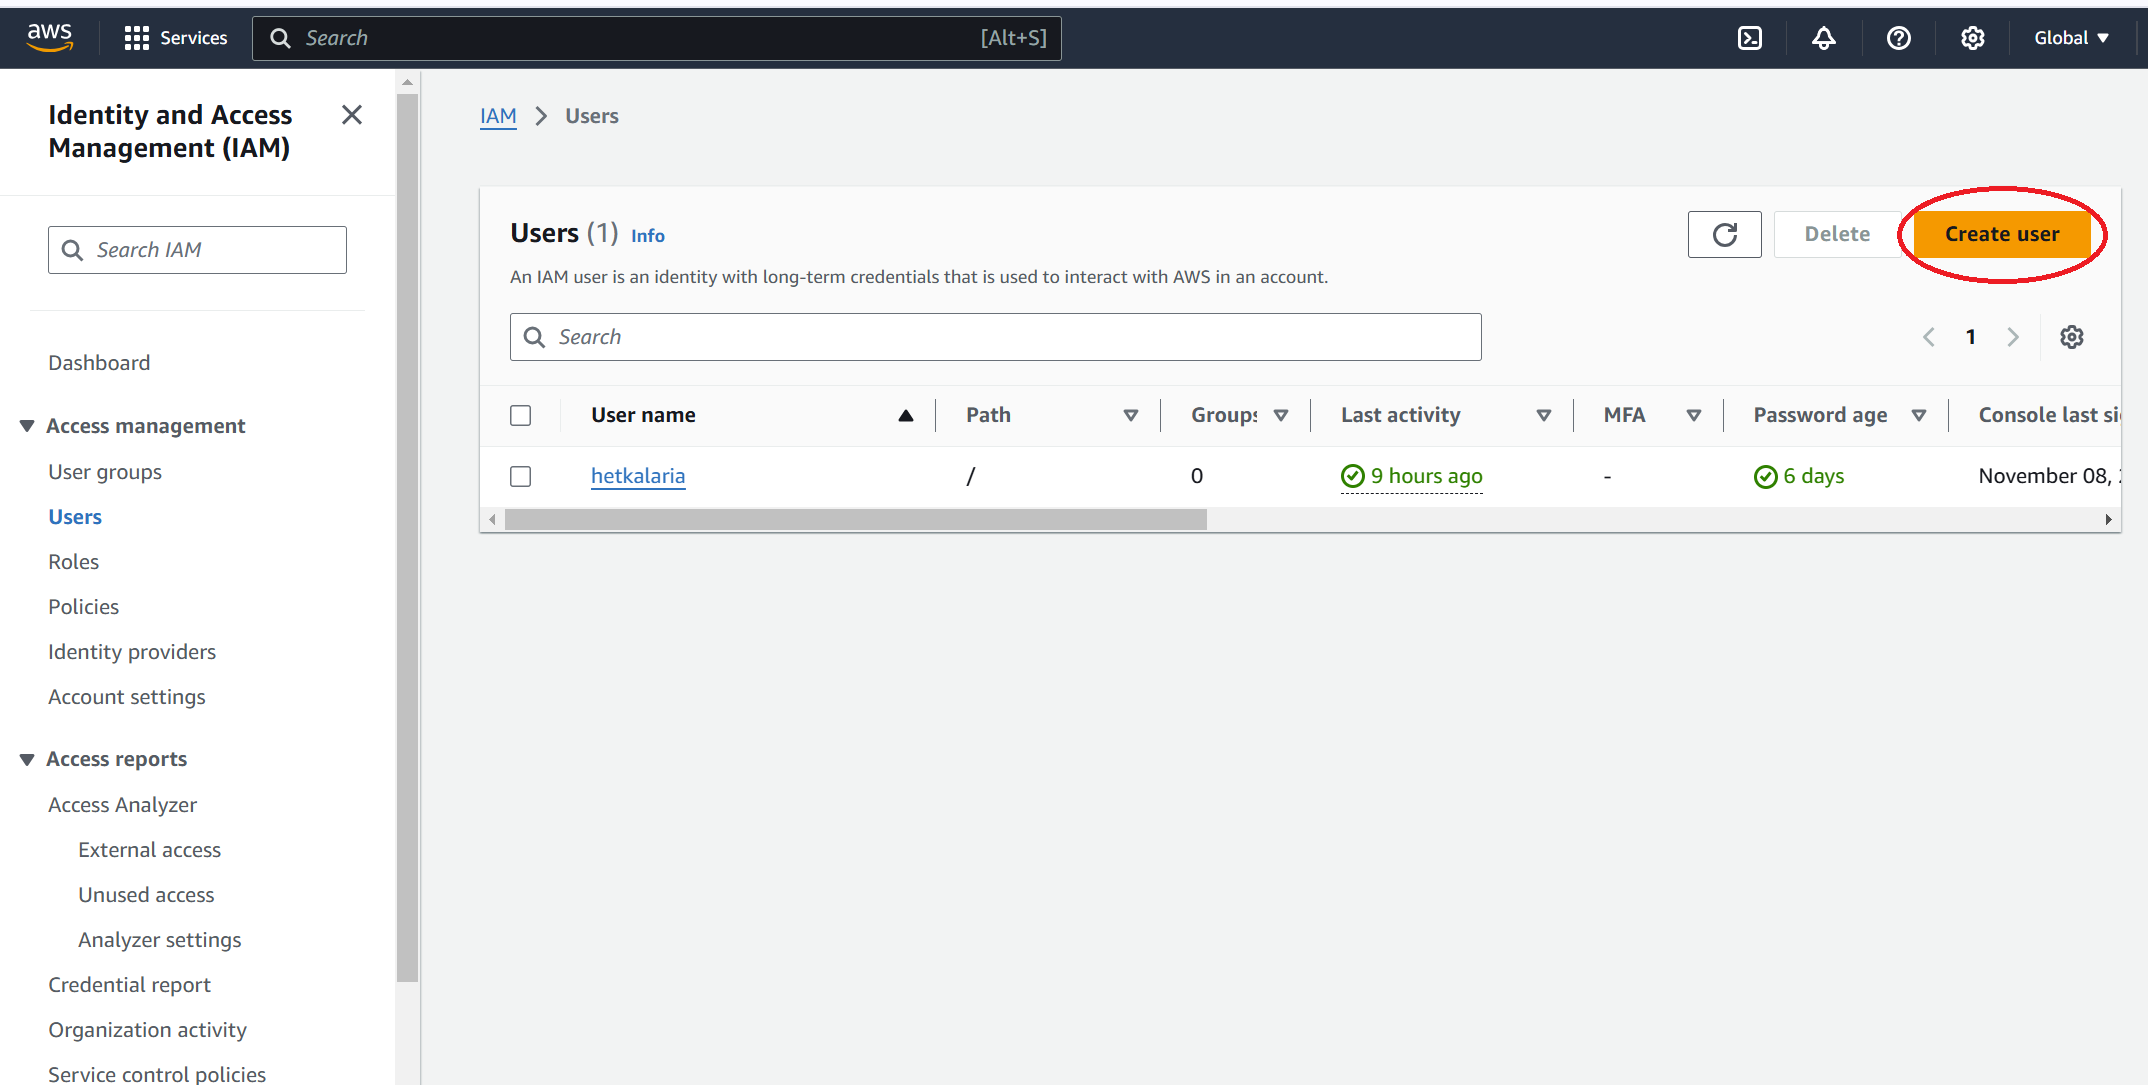 aws
Services
Search [Alt+S]
Global
Identity and Access
Management (IAM)
Search IAM
Dashboard
Access management
User groups
Users
Roles
Policies
Identity providers
Account settings
Access reports
Access Analyzer
External access
Unused access
Analyzer settings
Credential report
Organization activity
Service control policies
IAM > Users
Users (1) Info
Delete
Create user
An IAM user is an identity with long-term credentials that is used to interact with AWS in an account.
Search
1
User name Path Groups Last activity MFA Password age Console last si
hetkalaria / 0 9 hours ago - 6 days November 08,